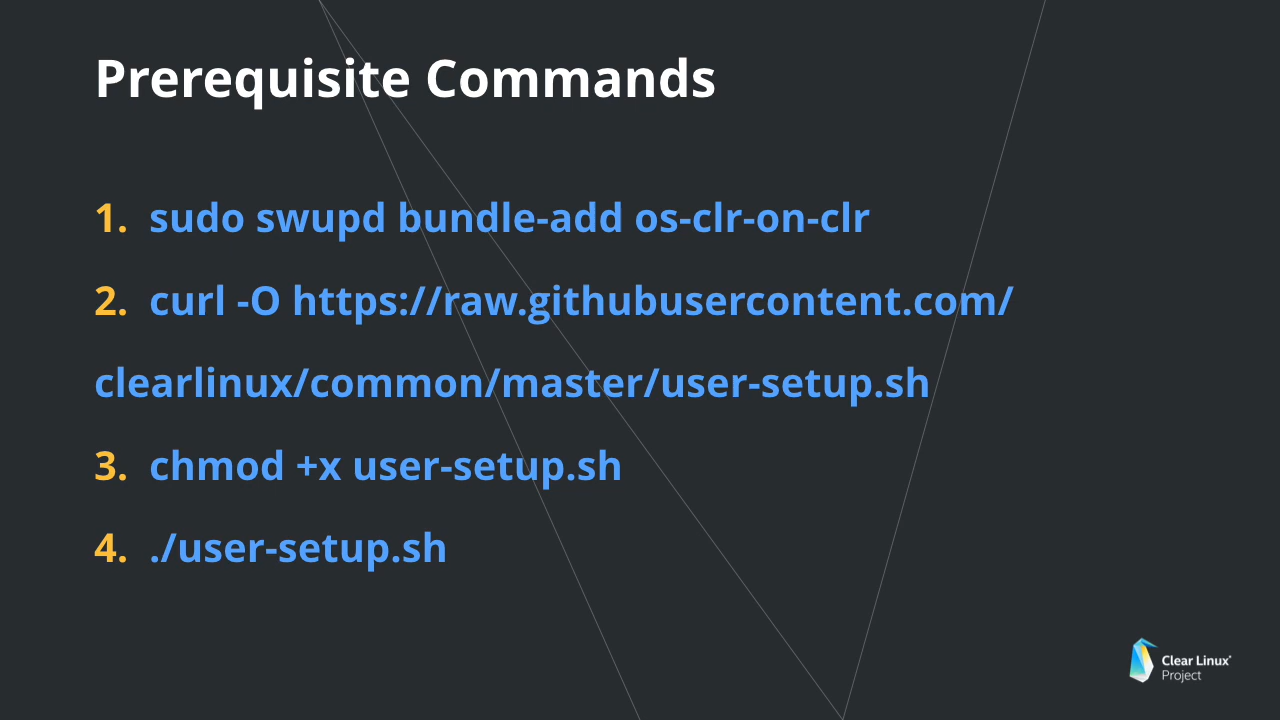 Prerequisite Commands
1. sudo swupd bundle-add os-clr-on-clr
2. curl -O https://raw.githubusercontent.com/
clearlinux/common/master/user-setup.sh
3. chmod +x user-setup.sh
4. ./user-setup.sh
Clear Linux*
Project